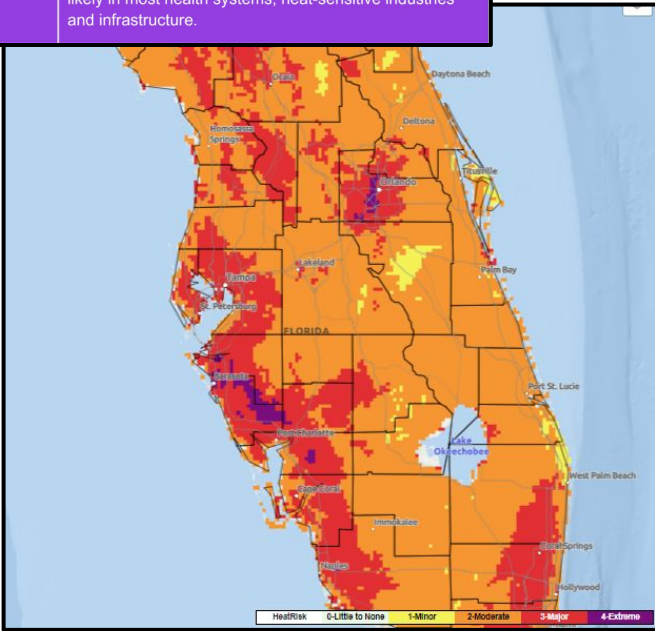 likely in most health systems, heat-sensitive industries
and infrastructure.
Ocala
Daytona Beach
Deltona
Homosassa
Springs
Titusville
Orlando
Lakeland
Palm Bay
Tampa
St. Petersburg
FLORIDA
Sarasota
Port St. Lucie
Port Charlotte
Lake
Okeechobee
West Palm Beach
Cape Coral
Immokalee
Coral Springs
Naples
Hollywood
HeatRisk 0-Little to None 1-Minor 2-Moderate 3-Major 4-Extreme